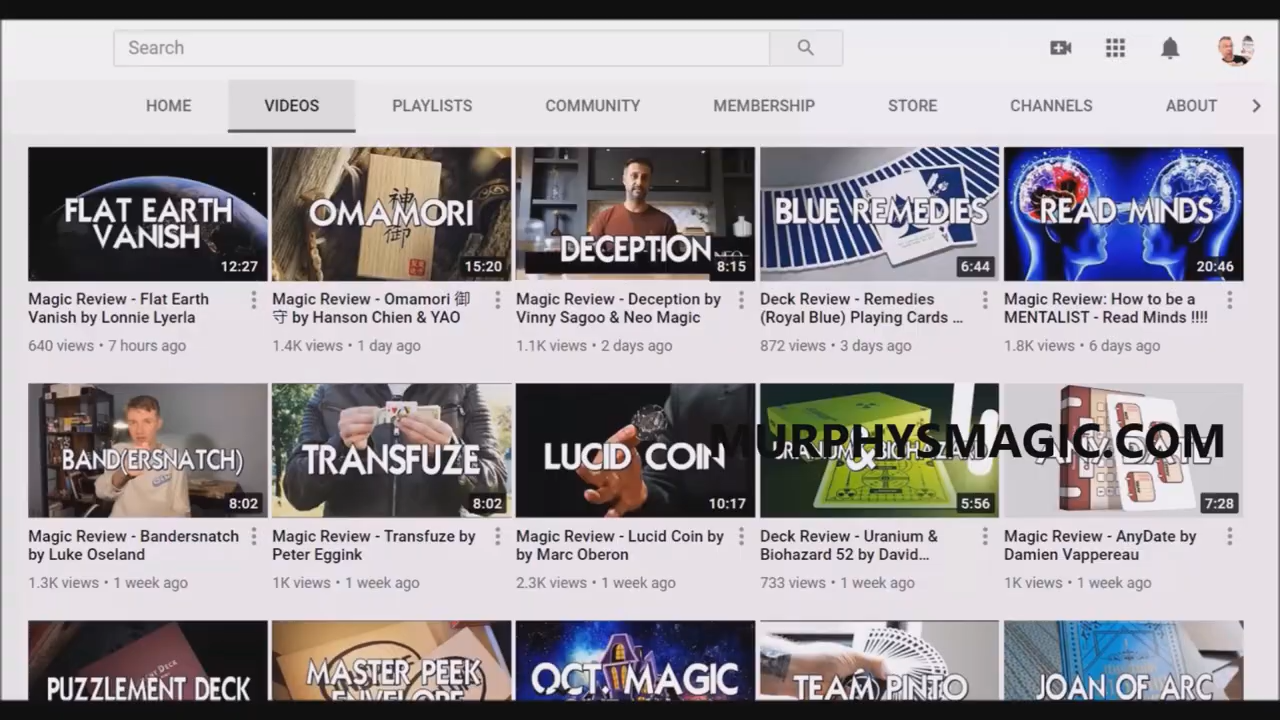 Search
HOME
VIDEOS
PLAYLISTS
COMMUNITY
MEMBERSHIP
STORE
CHANNELS
ABOUT
FLAT EARTH
VANISH
12:27
神
御
OMAMORI
15:20
DECEPTION
8:15
BLUE REMEDIES
6:44
READ MINDS
20:46
Magic Review - Flat Earth
Vanish by Lonnie Lyerla
640 views • 7 hours ago
Magic Review - Omamori 御
守 by Hanson Chien & YAO
1.4K views • 1 day ago
Magic Review - Deception by
Vinny Sagoo & Neo Magic
1.1K views • 2 days ago
Deck Review - Remedies
(Royal Blue) Playing Cards ...
872 views • 3 days ago
Magic Review: How to be a
MENTALIST - Read Minds !!!!
1.8K views • 6 days ago
BAND(ERSNATCH)
8:02
TRANSFUZE
8:02
LUCID COIN
10:17
URANIUM & BIOHAZARD
5:56
ANYDATE
7:28
MURPHYSMAGIC.COM
Magic Review - Bandersnatch
by Luke Oseland
1.3K views • 1 week ago
Magic Review - Transfuze by
Peter Eggink
1K views • 1 week ago
Magic Review - Lucid Coin by
by Marc Oberon
2.3K views • 1 week ago
Deck Review - Uranium &
Biohazard 52 by David...
733 views • 1 week ago
Magic Review - AnyDate by
Damien Vappereau
1K views • 1 week ago
PUZZLEMENT DECK
MASTER PEEK
ENVELOPE
OCT. MAGIC
TEAM PINTO
JOAN OF ARC